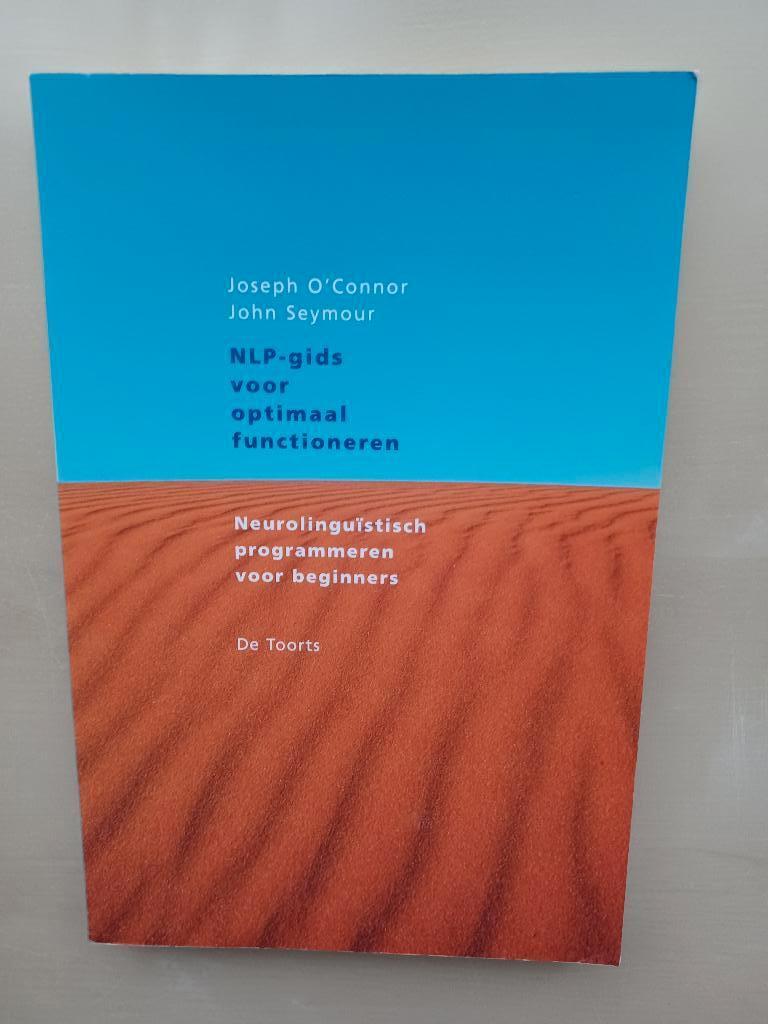 Joseph O'Connor
John Seymour
NLP-gids
voor
optimaal
functioneren
Neurolinguïstisch
programmeren
voor beginners
De Toorts